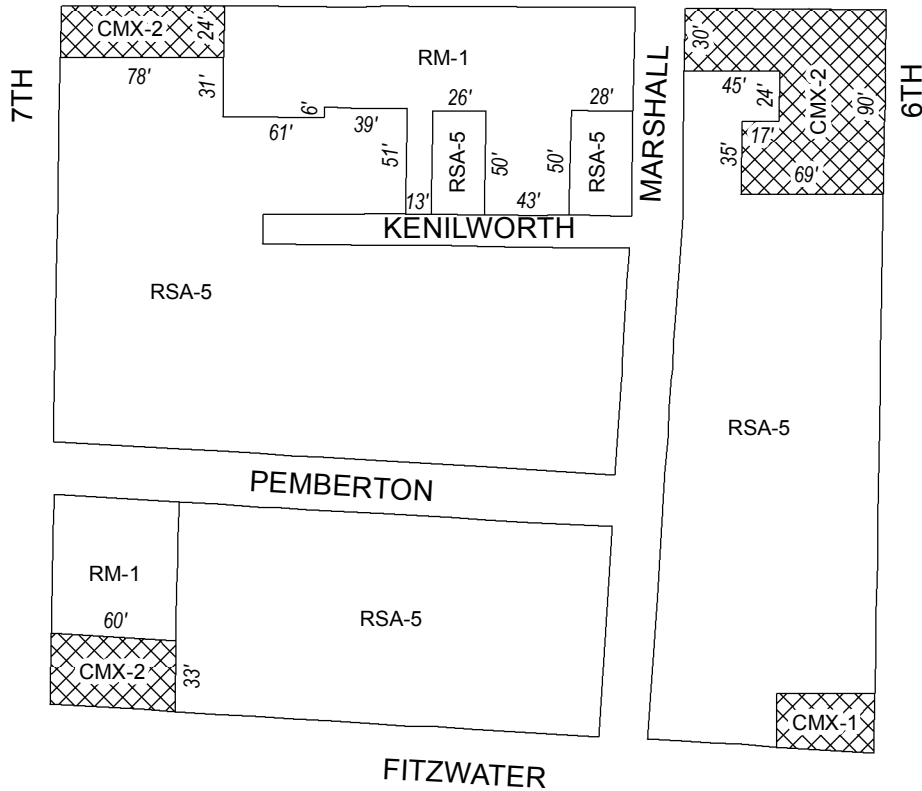 CMX-2
24'
30'
RM-1
78'
31'
7TH
MARSHALL
45'
24'
CMX-2
90'
6TH
6'
26'
28'
61'
39'
17'
51'
RSA-5
50'
50'
RSA-5
35'
69'
13'
43'
KENILWORTH
RSA-5
RSA-5
PEMBERTON
RM-1
60'
RSA-5
CMX-2
33'
CMX-1
FITZWATER